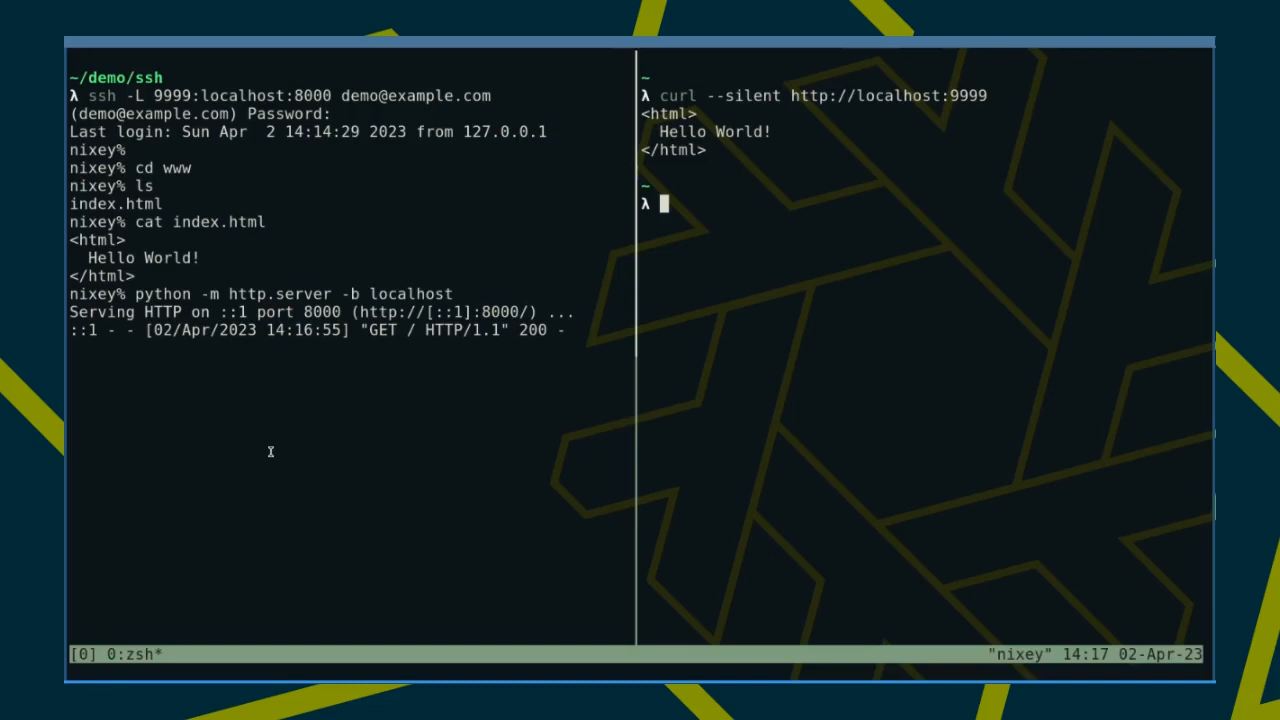 ~/demo/ssh
λ ssh -L 9999:localhost:8000 demo@example.com
(demo@example.com) Password:
Last login: Sun Apr  2 14:14:29 2023 from 127.0.0.1
nixey%
nixey% cd www
nixey% ls
index.html
nixey% cat index.html
<html>
  Hello World!
</html>
nixey% python -m http.server -b localhost
Serving HTTP on ::1 port 8000 (http://[::1]:8000/) ...
::1 - - [02/Apr/2023 14:16:55] "GET / HTTP/1.1" 200 -
~
λ curl --silent http://localhost:9999
<html>
  Hello World!
</html>
~
λ
[0] 0:zsh*
"nixey" 14:17 02-Apr-23